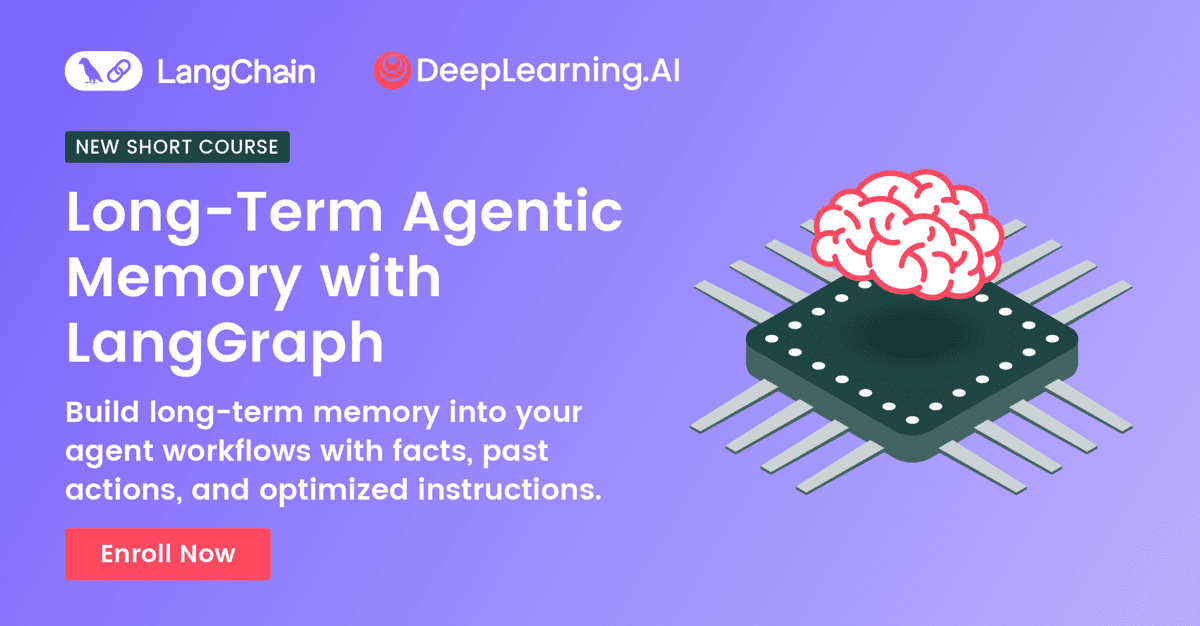 LangChain
DeepLearning.AI
NEW SHORT COURSE
Long-Term Agentic
Memory with
LangGraph
Build long-term memory into your
agent workflows with facts, past
actions, and optimized instructions.
Enroll Now